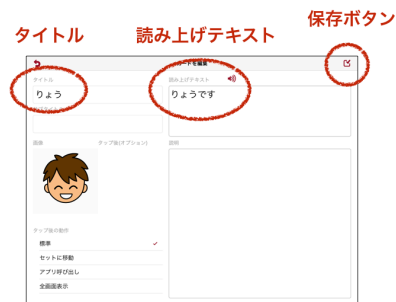 タイトル
読み上げテキスト
保存ボタン
カードを編集
タイトル
読み上げテキスト
りょう
りょうです
画像
タップ後(オプション)
説明
タップ後の動作
標準
セットに移動
アプリ呼び出し
全画面表示